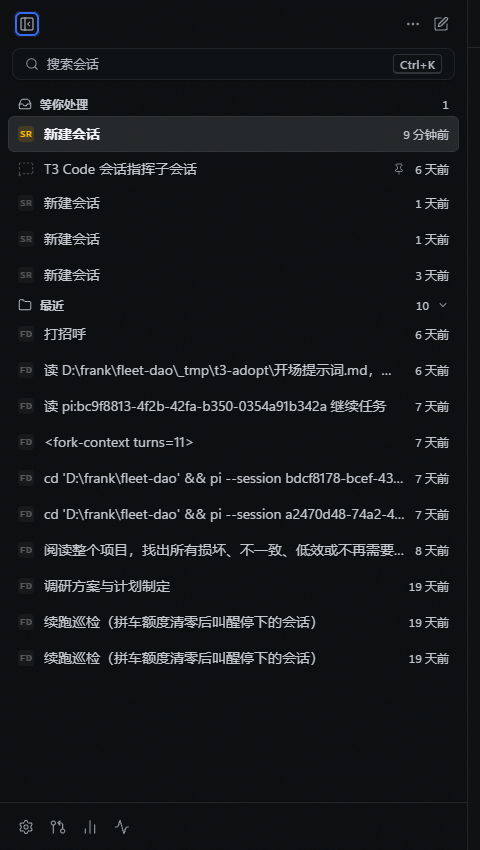 搜索会话 Ctrl+K
等你处理 1
SR 新建会话 9 分钟前
T3 Code 会话指挥子会话 6 天前
SR 新建会话 1 天前
SR 新建会话 1 天前
SR 新建会话 3 天前
最近 10
FD 打招呼 6 天前
FD 读 D:\frank\fleet-dao\_tmp\t3-adopt\开场提示词.md，... 6 天前
FD 读 pi:bc9f8813-4f2b-42fa-b350-0354a91b342a 继续任务 7 天前
FD <fork-context turns=11> 7 天前
FD cd 'D:\frank\fleet-dao' && pi --session bdcf8178-bcef-43... 7 天前
FD cd 'D:\frank\fleet-dao' && pi --session a2470d48-74a2-4... 7 天前
FD 阅读整个项目，找出所有损坏、不一致、低效或不再需要... 8 天前
FD 调研方案与计划制定 19 天前
FD 续跑巡检（拼车额度清零后叫醒停下的会话） 19 天前
FD 续跑巡检（拼车额度清零后叫醒停下的会话） 19 天前